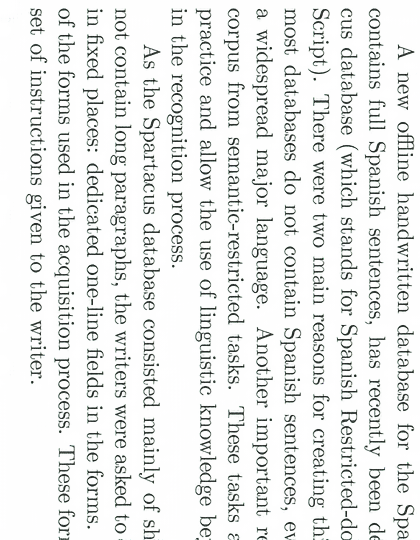 A new offline handwritten database for the Spa
contains full Spanish sentences, has recently been de
cus database (which stands for Spanish Restricted-do
Script). There were two main reasons for creating thi
most databases do not contain Spanish sentences, ev
a widespread major language. Another important re
corpus from semantic-restricted tasks. These tasks a
practice and allow the use of linguistic knowledge be
in the recognition process.
As the Spartacus database consisted mainly of sh
not contain long paragraphs, the writers were asked to
in fixed places: dedicated one-line fields in the forms.
of the forms used in the acquisition process. These forr
set of instructions given to the writer.